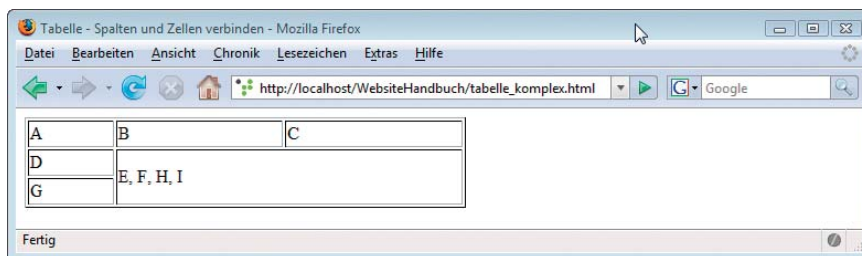 Tabelle - Spalten und Zellen verbinden - Mozilla Firefox
Datei Bearbeiten Ansicht Chronik Lesezeichen Extras Hilfe
http://localhost/WebsiteHandbuch/tabelle_komplex.html G Google
A B C
D
E, F, H, I
G
Fertig